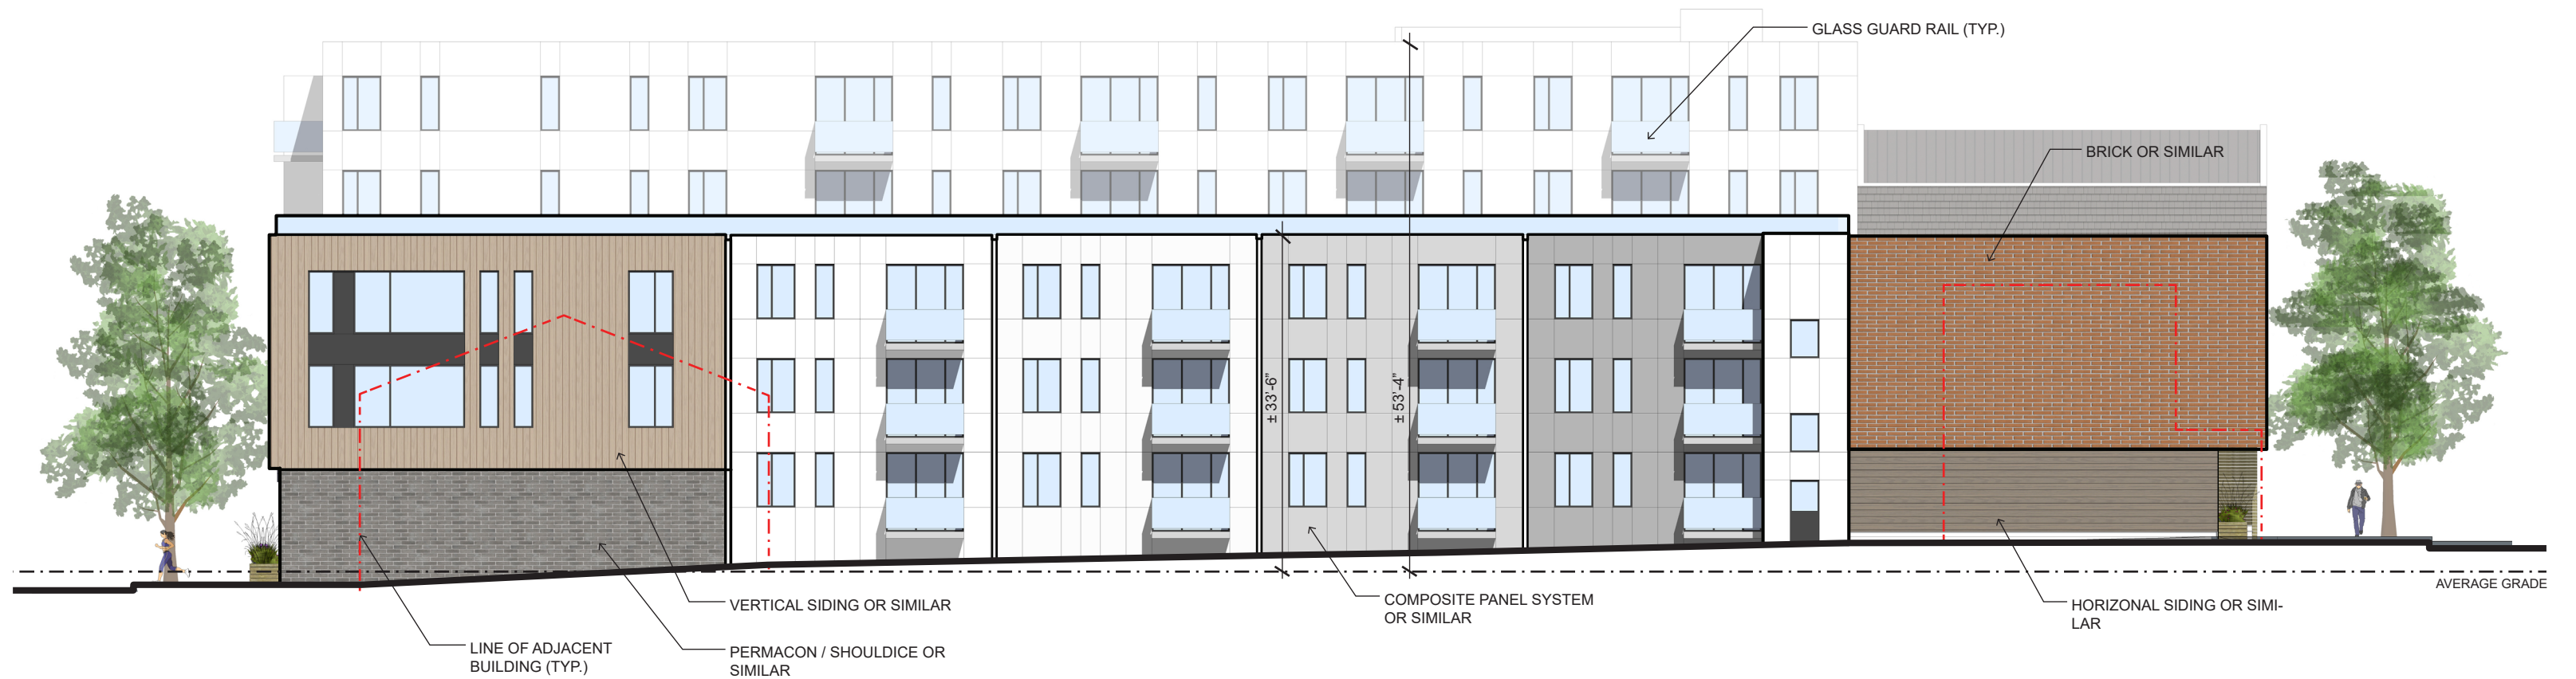 GLASS GUARD RAIL (TYP.)
BRICK OR SIMILAR
± 33'-6"
± 53'-4"
AVERAGE GRADE
VERTICAL SIDING OR SIMILAR
COMPOSITE PANEL SYSTEM
OR SIMILAR
HORIZONAL SIDING OR SIMI-
LAR
LINE OF ADJACENT
BUILDING (TYP.)
PERMACON / SHOULDICE OR
SIMILAR